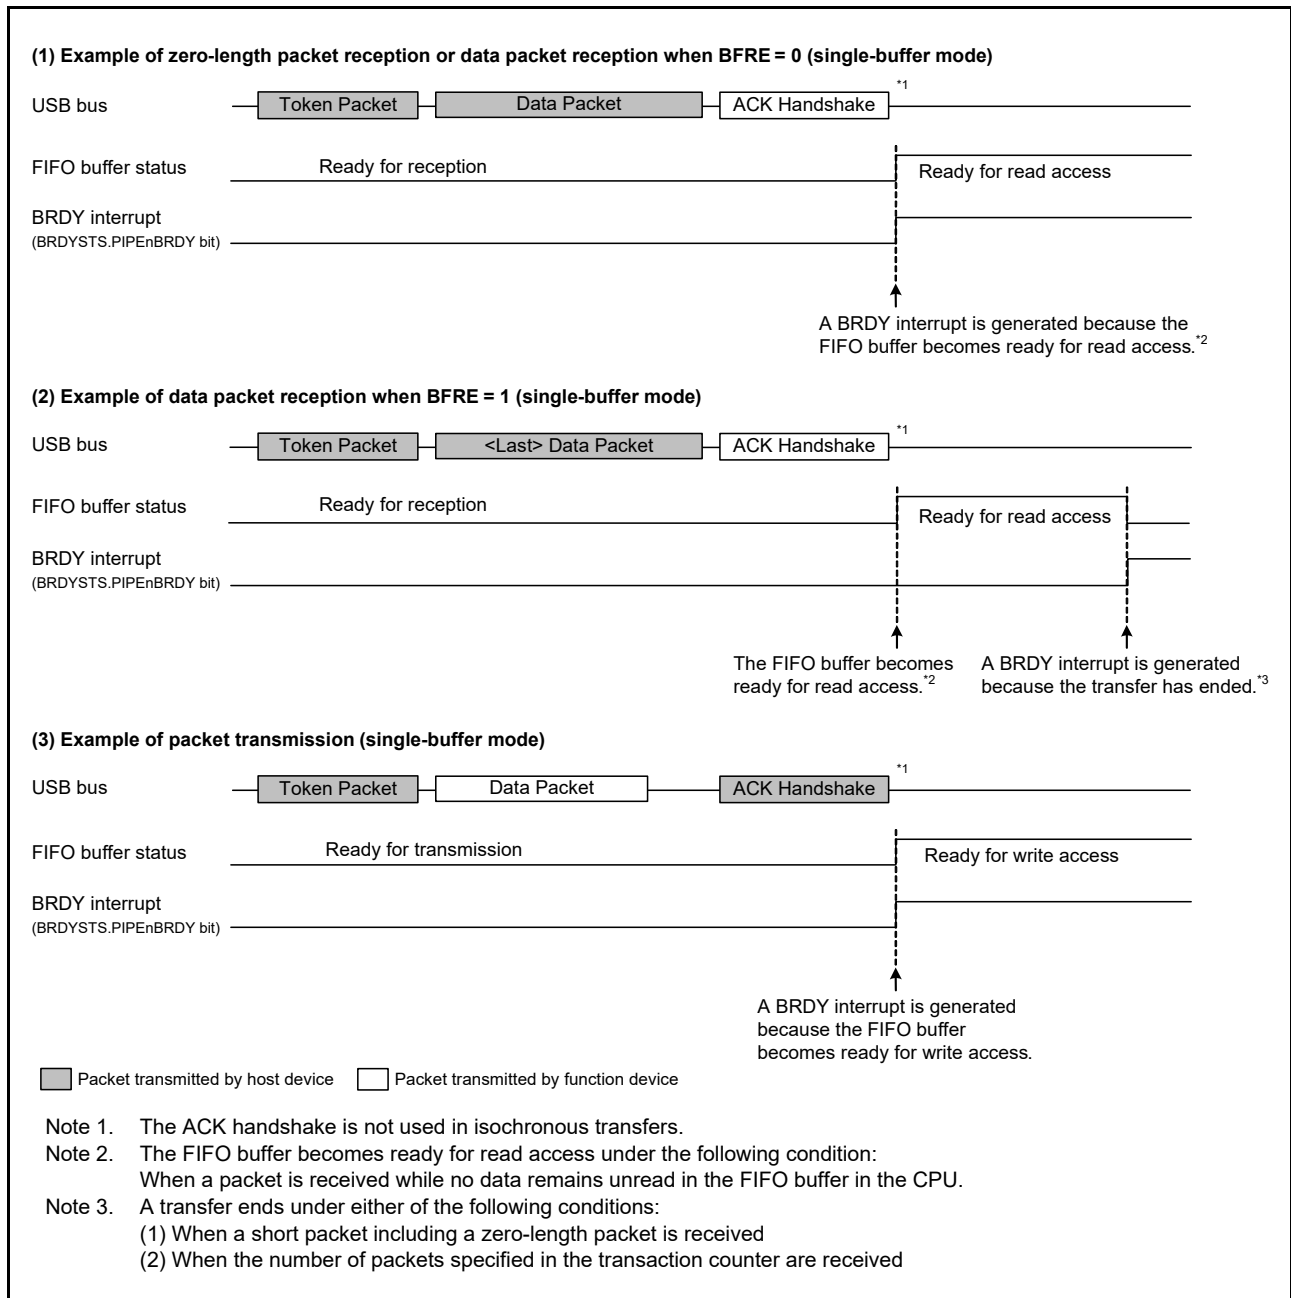 (1) Example of zero-length packet reception or data packet reception when BFRE = 0 (single-buffer mode)
USB bus Token Packet Data Packet ACK Handshake *1
FIFO buffer status Ready for reception Ready for read access
BRDY interrupt
(BRDYSTS.PIPEnBRDY bit)
A BRDY interrupt is generated because the
FIFO buffer becomes ready for read access.*2
(2) Example of data packet reception when BFRE = 1 (single-buffer mode)
USB bus Token Packet <Last> Data Packet ACK Handshake *1
FIFO buffer status Ready for reception Ready for read access
BRDY interrupt
(BRDYSTS.PIPEnBRDY bit)
The FIFO buffer becomes
ready for read access.*2
A BRDY interrupt is generated
because the transfer has ended.*3
(3) Example of packet transmission (single-buffer mode)
USB bus Token Packet Data Packet ACK Handshake *1
FIFO buffer status Ready for transmission Ready for write access
BRDY interrupt
(BRDYSTS.PIPEnBRDY bit)
A BRDY interrupt is generated
because the FIFO buffer
becomes ready for write access.
Packet transmitted by host device Packet transmitted by function device
Note 1. The ACK handshake is not used in isochronous transfers.
Note 2. The FIFO buffer becomes ready for read access under the following condition:
When a packet is received while no data remains unread in the FIFO buffer in the CPU.
Note 3. A transfer ends under either of the following conditions:
(1) When a short packet including a zero-length packet is received
(2) When the number of packets specified in the transaction counter are received